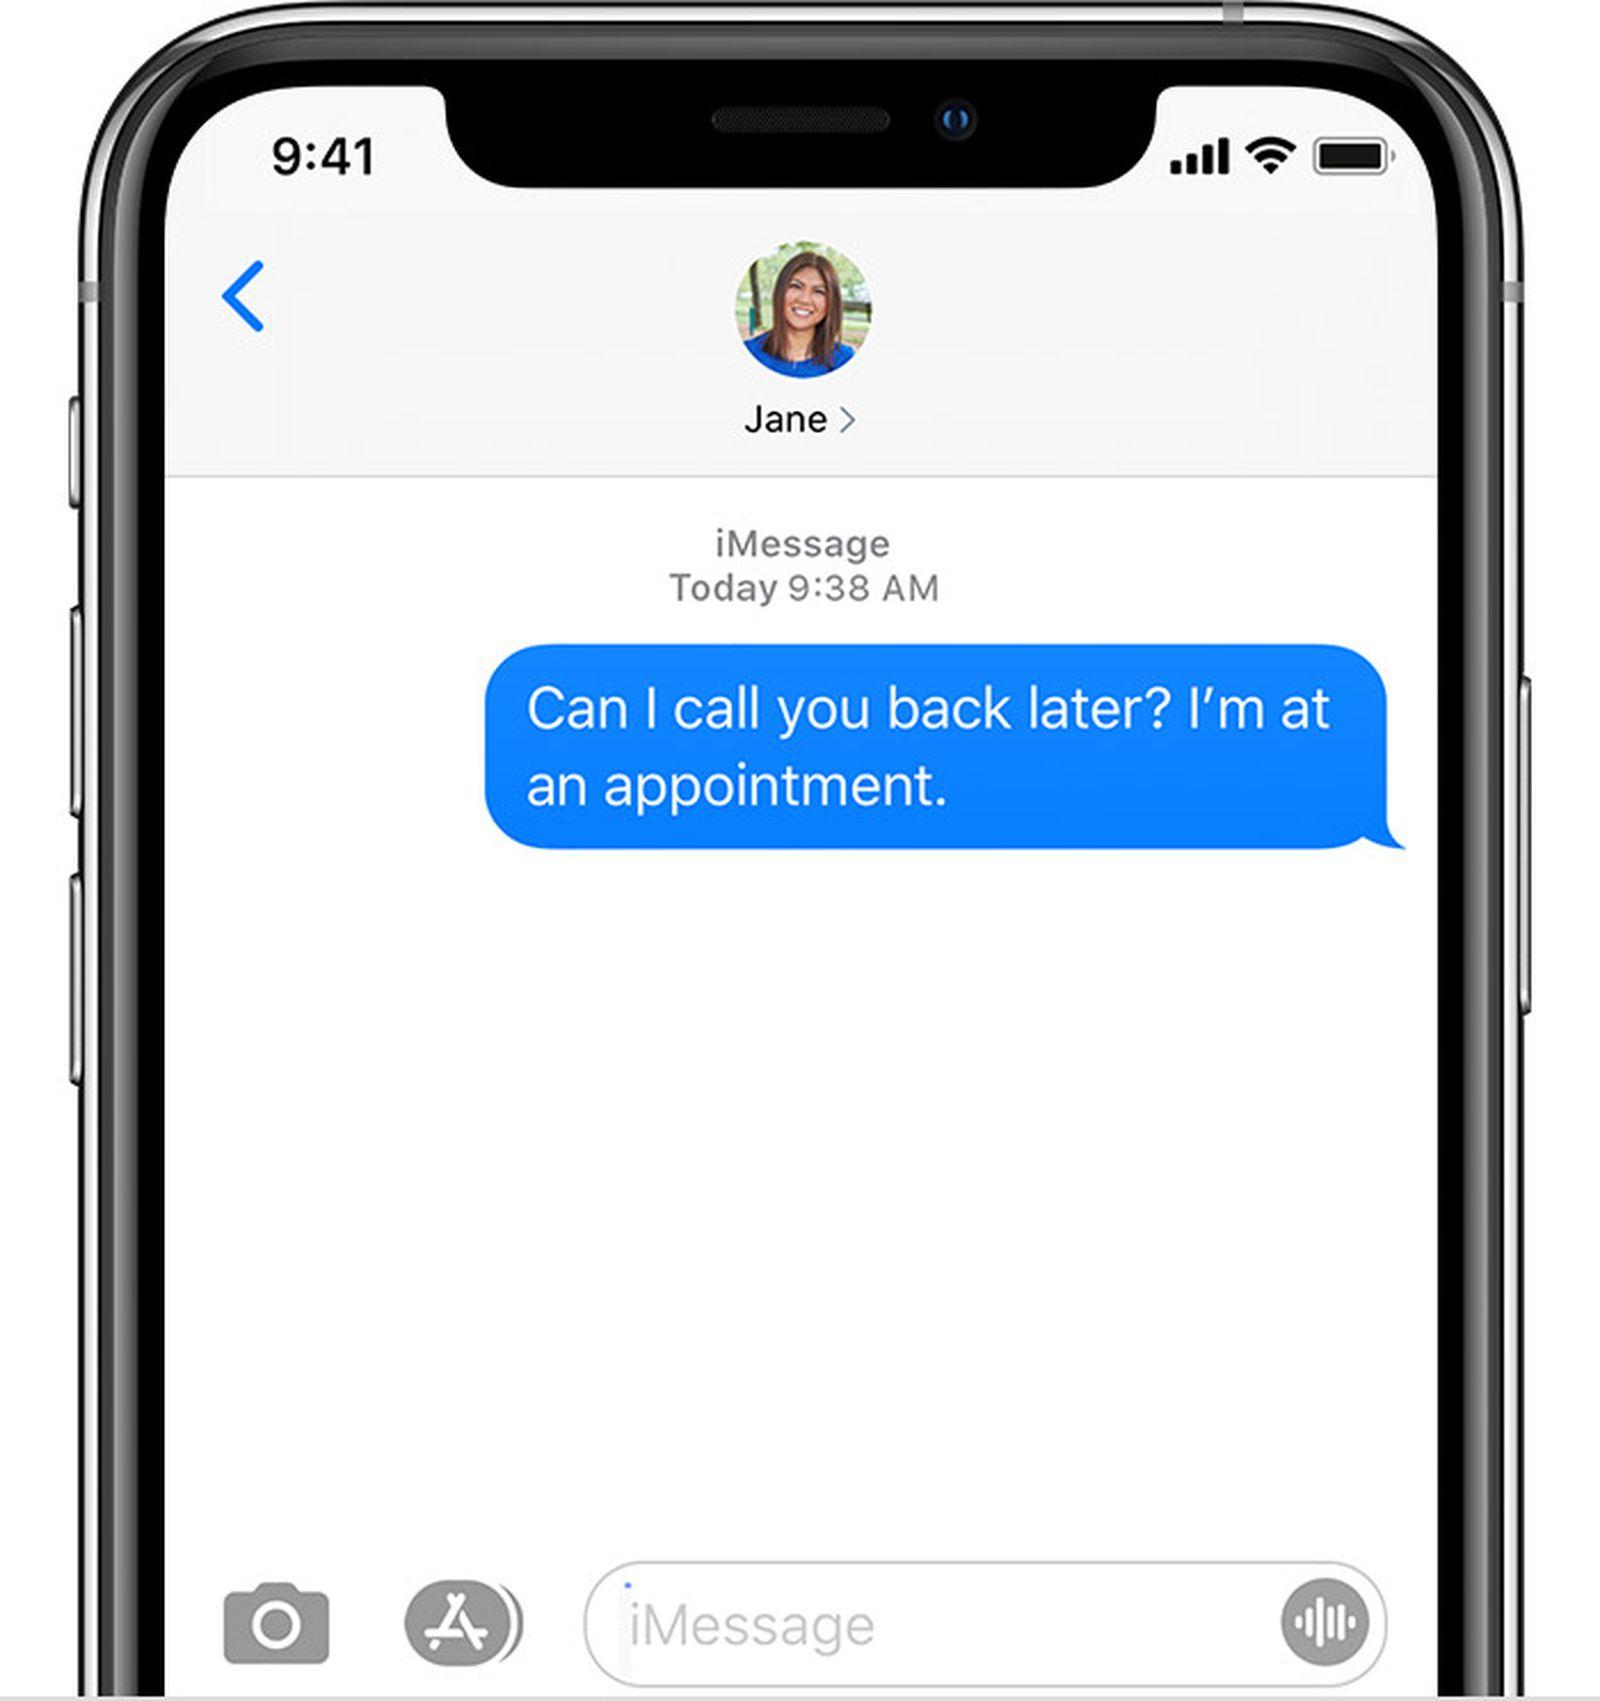 9:41
Jane
iMessage
Today 9:38 AM
Can I call you back later? I’m at
an appointment.
iMessage